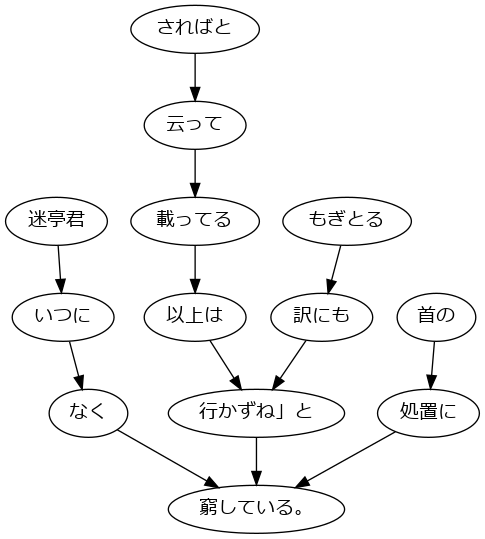 さればと
云って
迷亭君
載ってる
もぎとる
いつに
以上は
訳にも
首の
なく
行かずね」と
処置に
窮している。